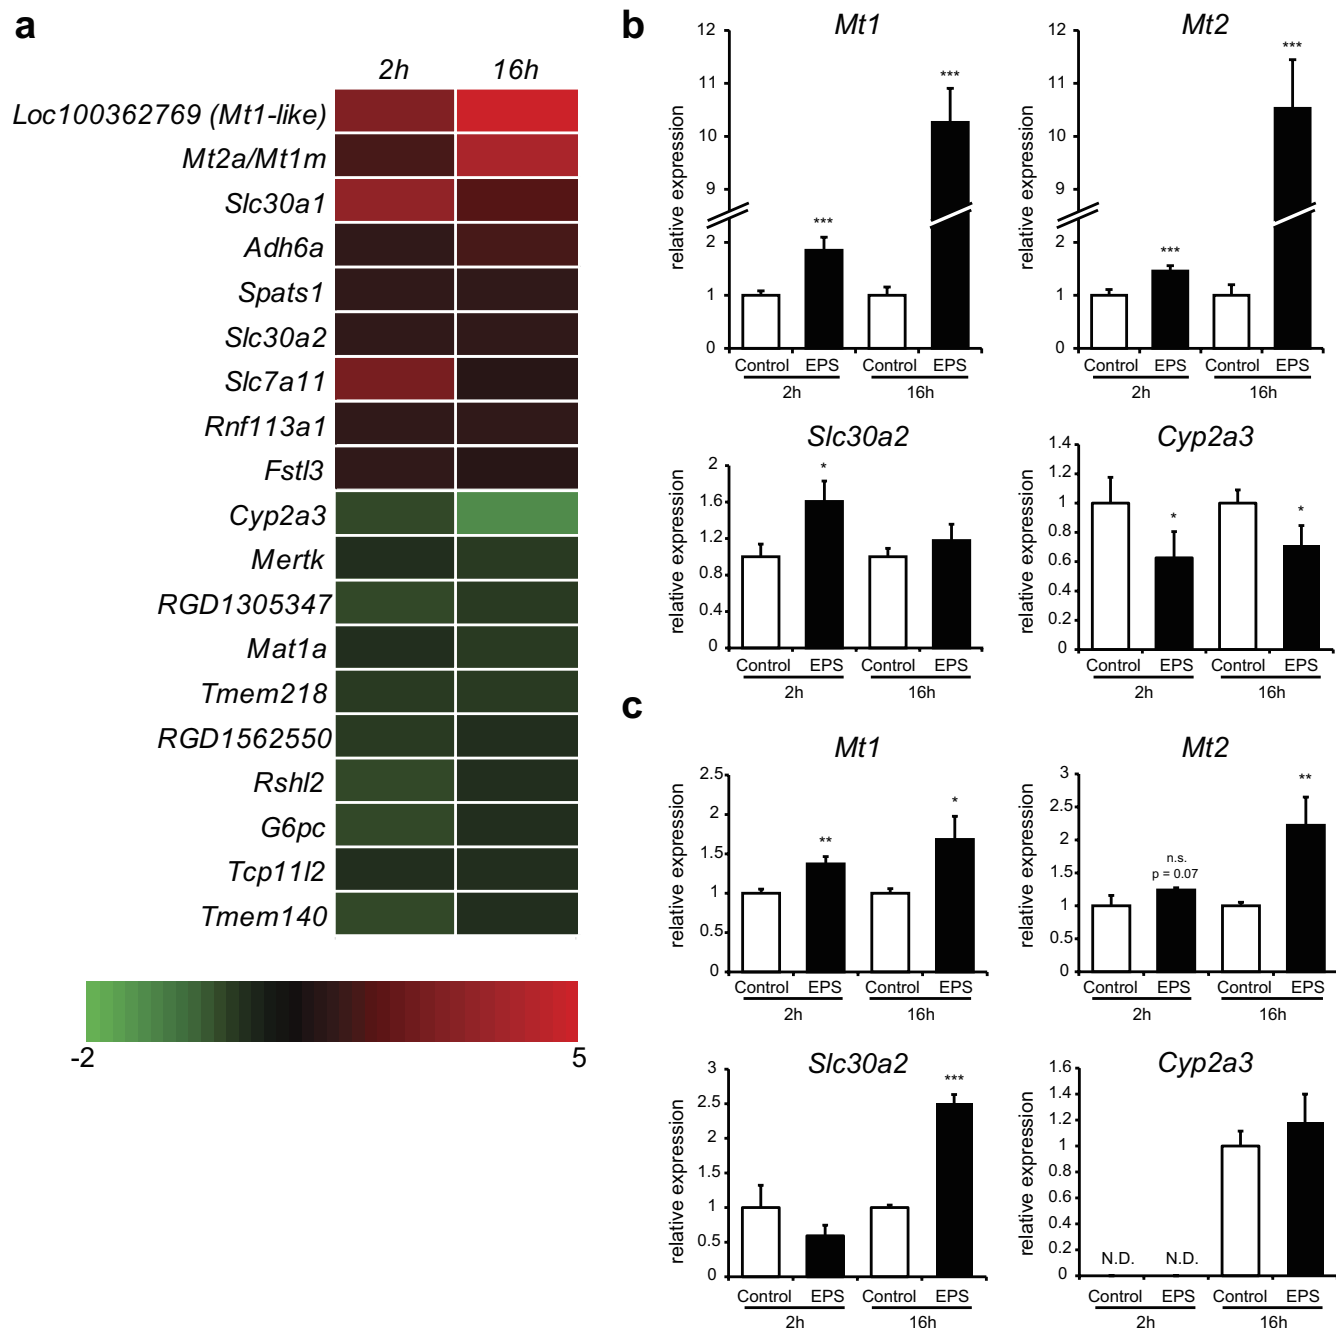 a
2h 16h
Loc100362769 (Mt1-like)
Mt2a/Mt1m
Slc30a1
Adh6a
Spats1
Slc30a2
Slc7a11
Rnf113a1
Fstl3
Cyp2a3
Mertk
RGD1305347
Mat1a
Tmem218
RGD1562550
Rshl2
G6pc
Tcp11l2
Tmem140
-2 5
b
Mt1
relative expression
12
11
10
9
2
1
0
***
***
Control EPS Control EPS
2h 16h
Mt2
relative expression
12
11
10
9
2
1
0
***
***
Control EPS Control EPS
2h 16h
Slc30a2
relative expression
2
1.6
1.2
0.8
0.4
0
*
Control EPS Control EPS
2h 16h
Cyp2a3
relative expression
1.4
1.2
1
0.8
0.6
0.4
0.2
0
*
*
Control EPS Control EPS
2h 16h
c
Mt1
relative expression
2.5
2
1.5
1
0.5
0
**
*
Control EPS Control EPS
2h 16h
Mt2
relative expression
3
2.5
2
1.5
1
0.5
0
n.s.
p = 0.07
**
Control EPS Control EPS
2h 16h
Slc30a2
relative expression
3
2.5
2
1.5
1
0.5
0
***
Control EPS Control EPS
2h 16h
Cyp2a3
relative expression
1.6
1.4
1.2
1
0.8
0.6
0.4
0.2
0
N.D. N.D.
Control EPS Control EPS
2h 16h